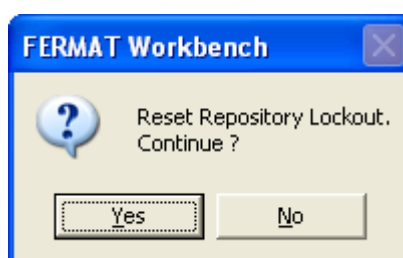 FERMAT Workbench
Reset Repository Lockout.
Continue ?
Yes No